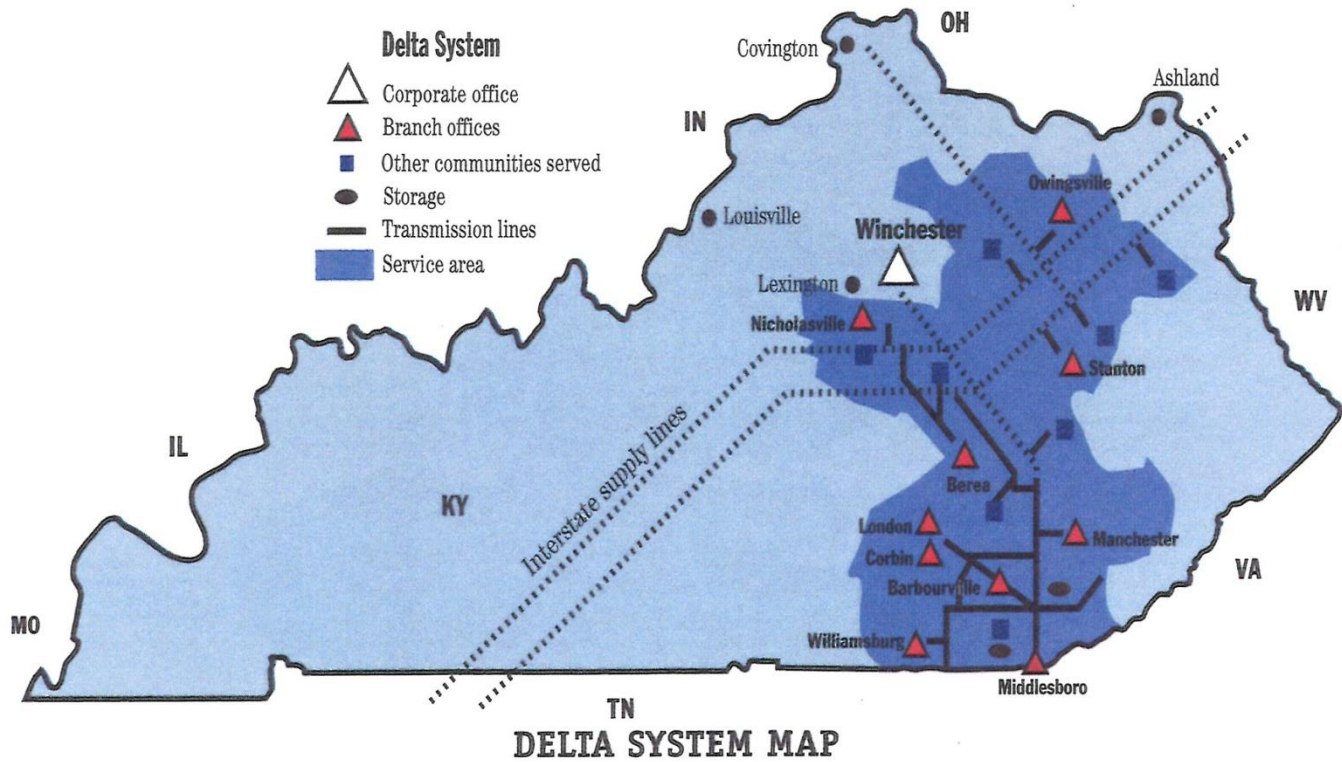 Delta System
Corporate office
Branch offices
Other communities served
Storage
Transmission lines
Service area
OH
Covington
Ashland
IN
Owingsville
Louisville
Winchester
Lexington
WV
Nicholasville
Stanton
IL
Interstate supply lines
Berea
KY
London
Manchester
Corbin
VA
Barbourville
MO
Williamsburg
Middlesboro
TN
DELTA SYSTEM MAP